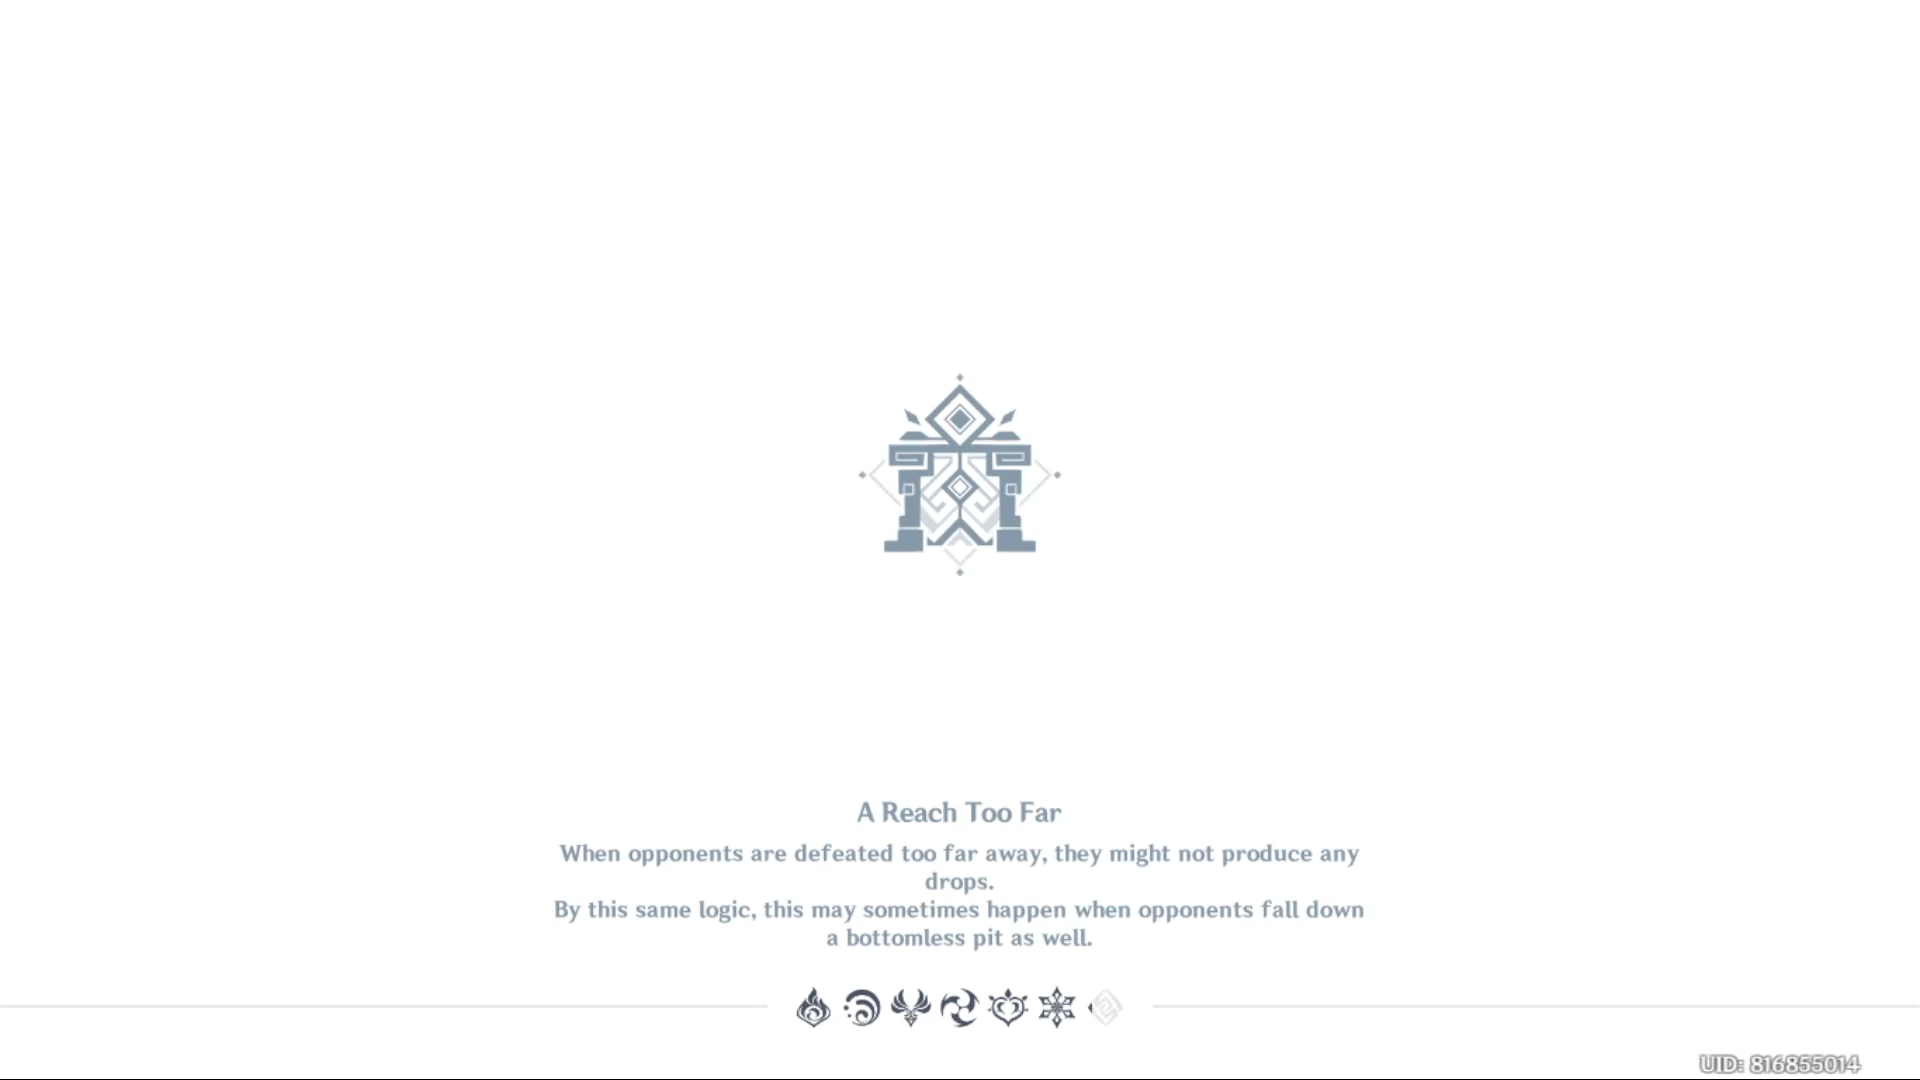 A Reach Too Far
When opponents are defeated too far away, they might not produce any
drops.
By this same logic, this may sometimes happen when opponents fall down
a bottomless pit as well.
UID: 816855014